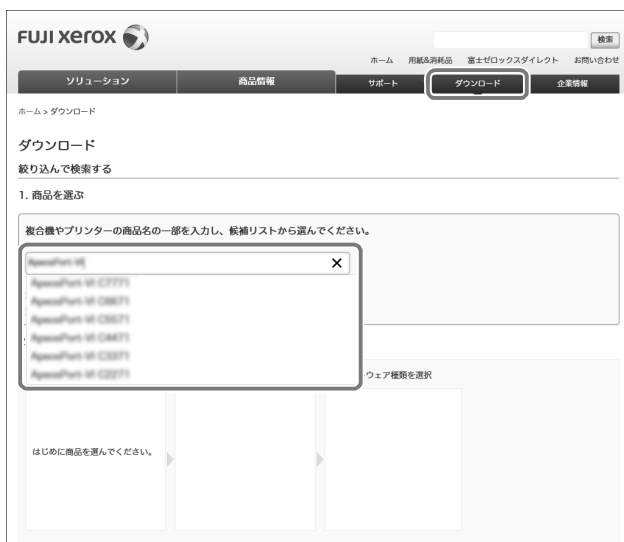 FUJI xerox
検索
ホーム 用紙&消耗品 富士ゼロックスダイレクト お問い合わせ
ソリューション 商品情報 サポート ダウンロード 企業情報
ホーム > ダウンロード
ダウンロード
絞り込んで検索する
1. 商品を選ぶ
複合機やプリンターの商品名の一部を入力し、候補リストから選んでください。
ウェア種類を選択
はじめに商品を選んでください。